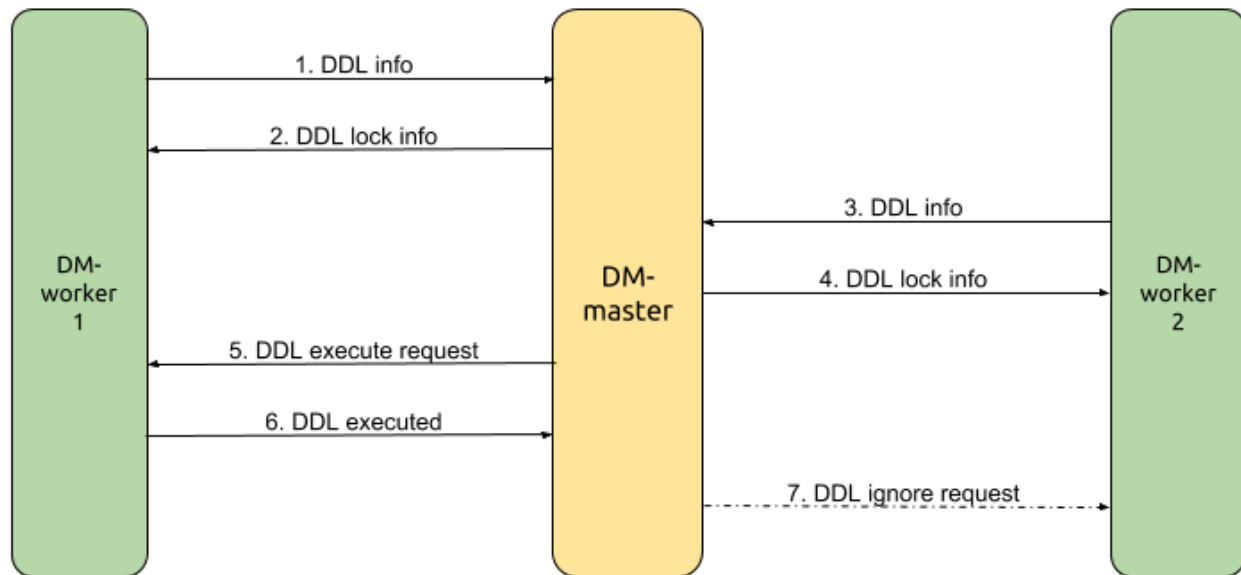 1. DDL info
2. DDL lock info
3. DDL info
DM-
worker
1
DM-
master
DM-
worker
2
4. DDL lock info
5. DDL execute request
6. DDL executed
7. DDL ignore request